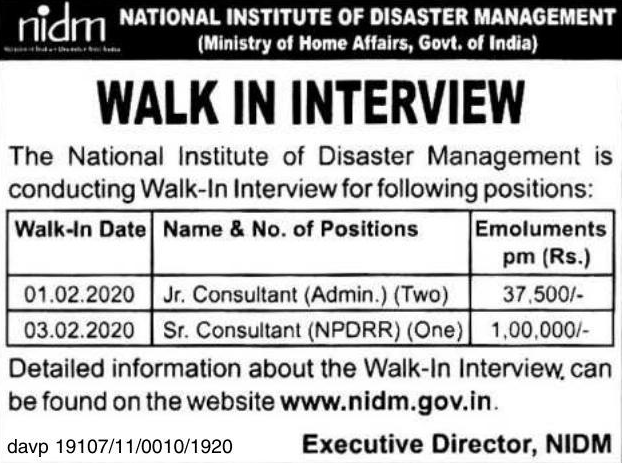 nidm NATIONAL INSTITUTE OF DISASTER MANAGEMENT
(Ministry of Home Affairs, Govt. of India)
WALK IN INTERVIEW
The National Institute of Disaster Management is
conducting Walk-In Interview for following positions:
Walk-In Date Name & No. of Positions Emoluments
pm (Rs.)
01.02.2020 Jr. Consultant (Admin.) (Two) 37,500/-
03.02.2020 Sr. Consultant (NPDRR) (One) 1,00,000/-
Detailed information about the Walk-In Interview, can
be found on the website www.nidm.gov.in.
davp 19107/11/0010/1920 Executive Director, NIDM